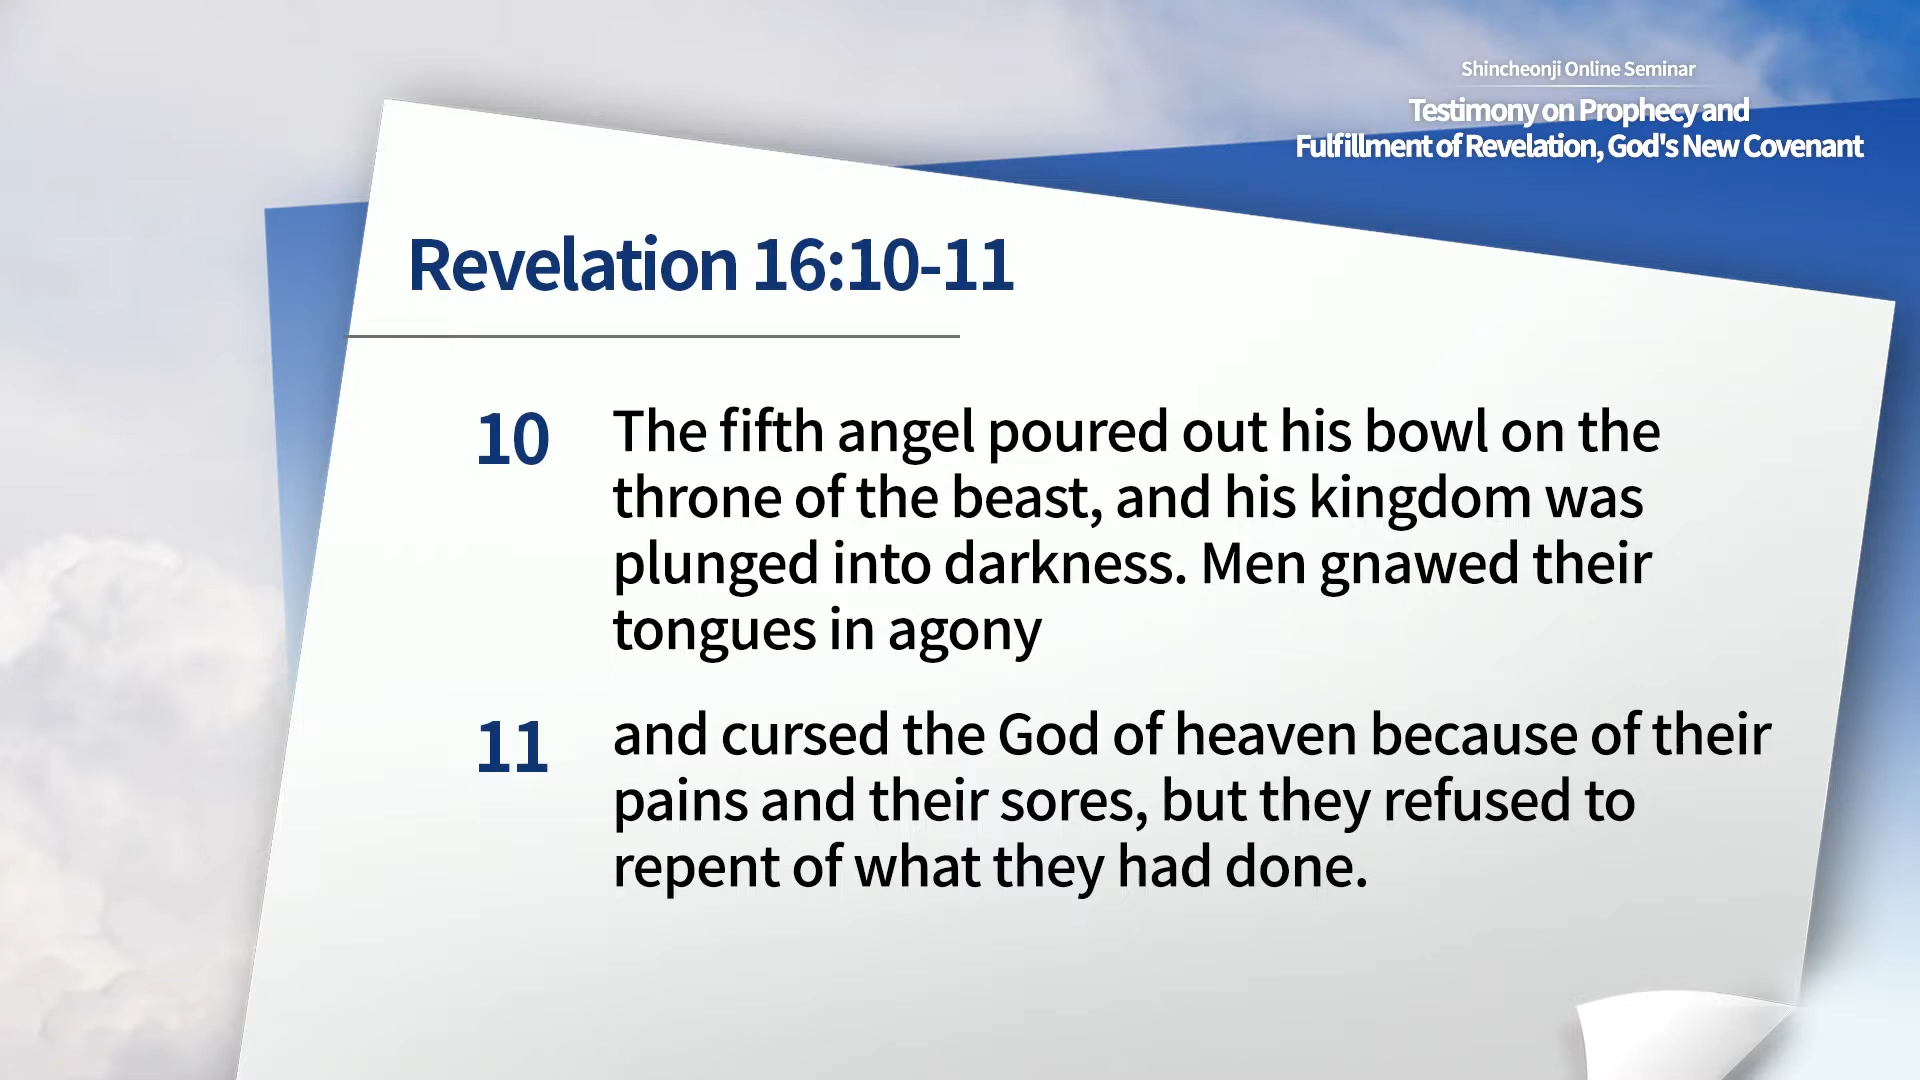 Shincheonji Online Seminar
Testimony on Prophecy and
Fulfillment of Revelation, God's New Covenant
Revelation 16:10-11
10 The fifth angel poured out his bowl on the
throne of the beast, and his kingdom was
plunged into darkness. Men gnawed their
tongues in agony
11 and cursed the God of heaven because of their
pains and their sores, but they refused to
repent of what they had done.